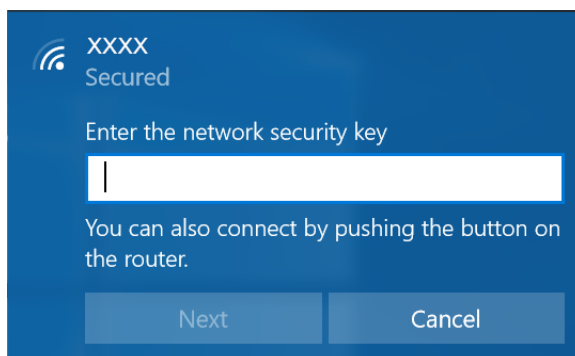 XXXX
Secured
Enter the network security key
You can also connect by pushing the button on
the router.
Next
Cancel